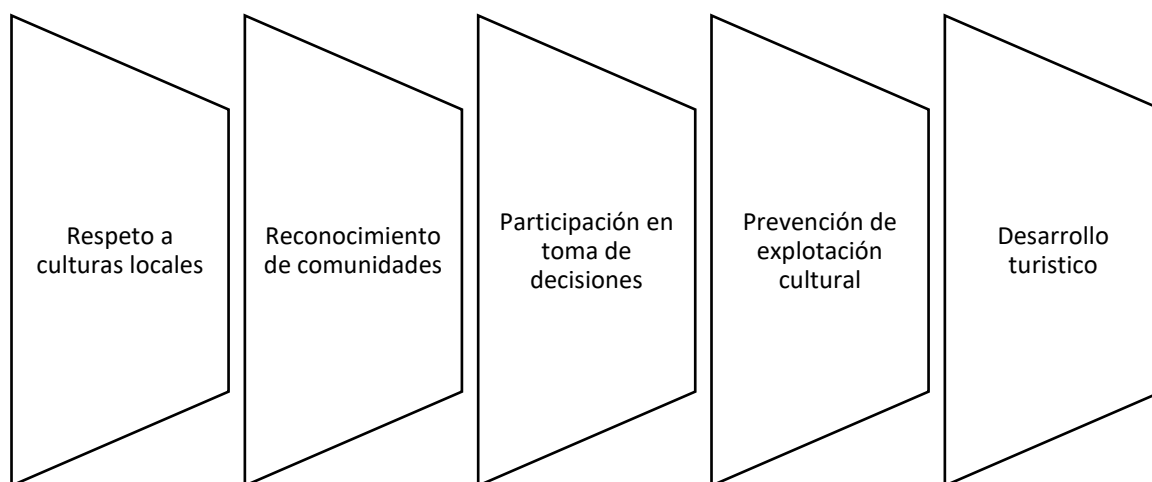 Respeto a
culturas locales
Reconocimiento
de comunidades
Participación en
toma de
decisiones
Prevención de
explotación
cultural
Desarrollo
turistico